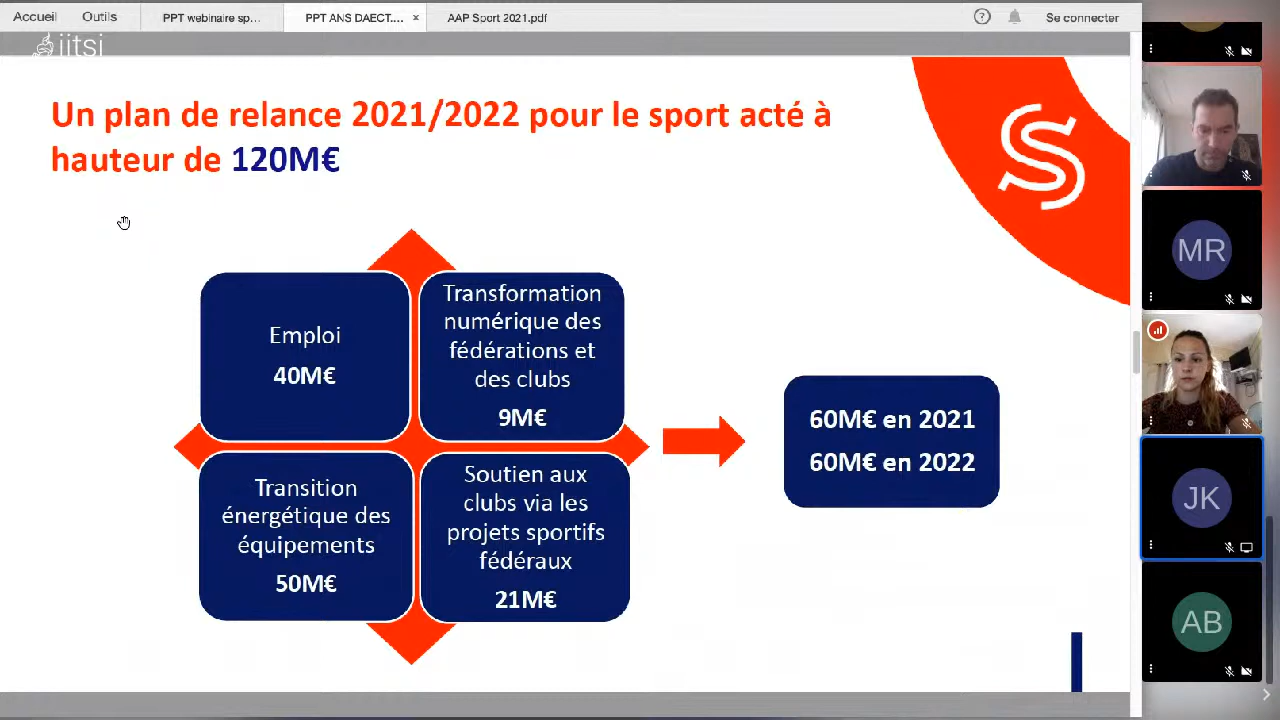 Accueil
Outils
PPT webinaire sp...
PPT ANS DAECT....
×
AAP Sport 2021.pdf
?
Se connecter
iitsi
Un plan de relance 2021/2022 pour le sport acté à
hauteur de 120M€
Emploi
40M€
Transformation
numérique des
fédérations et
des clubs
9M€
Transition
énergétique des
équipements
50M€
Soutien aux
clubs via les
projets sportifs
fédéraux
21M€
60M€ en 2021
60M€ en 2022
MR
JK
AB